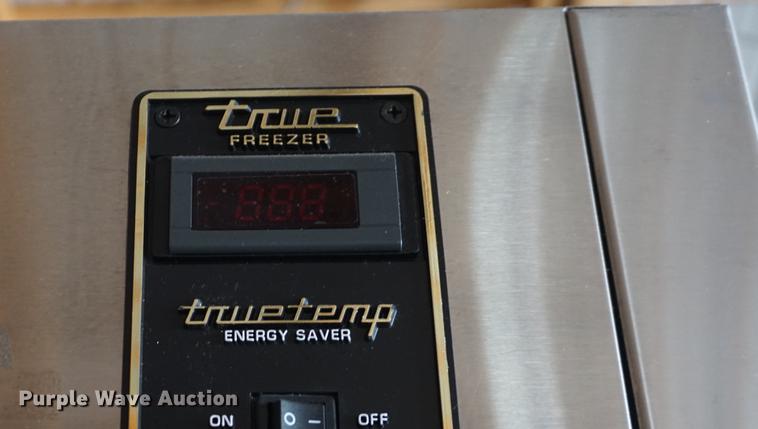 true
FREEZER
888
truetemp
ENERGY SAVER
ON O — OFF
Purple Wave Auction